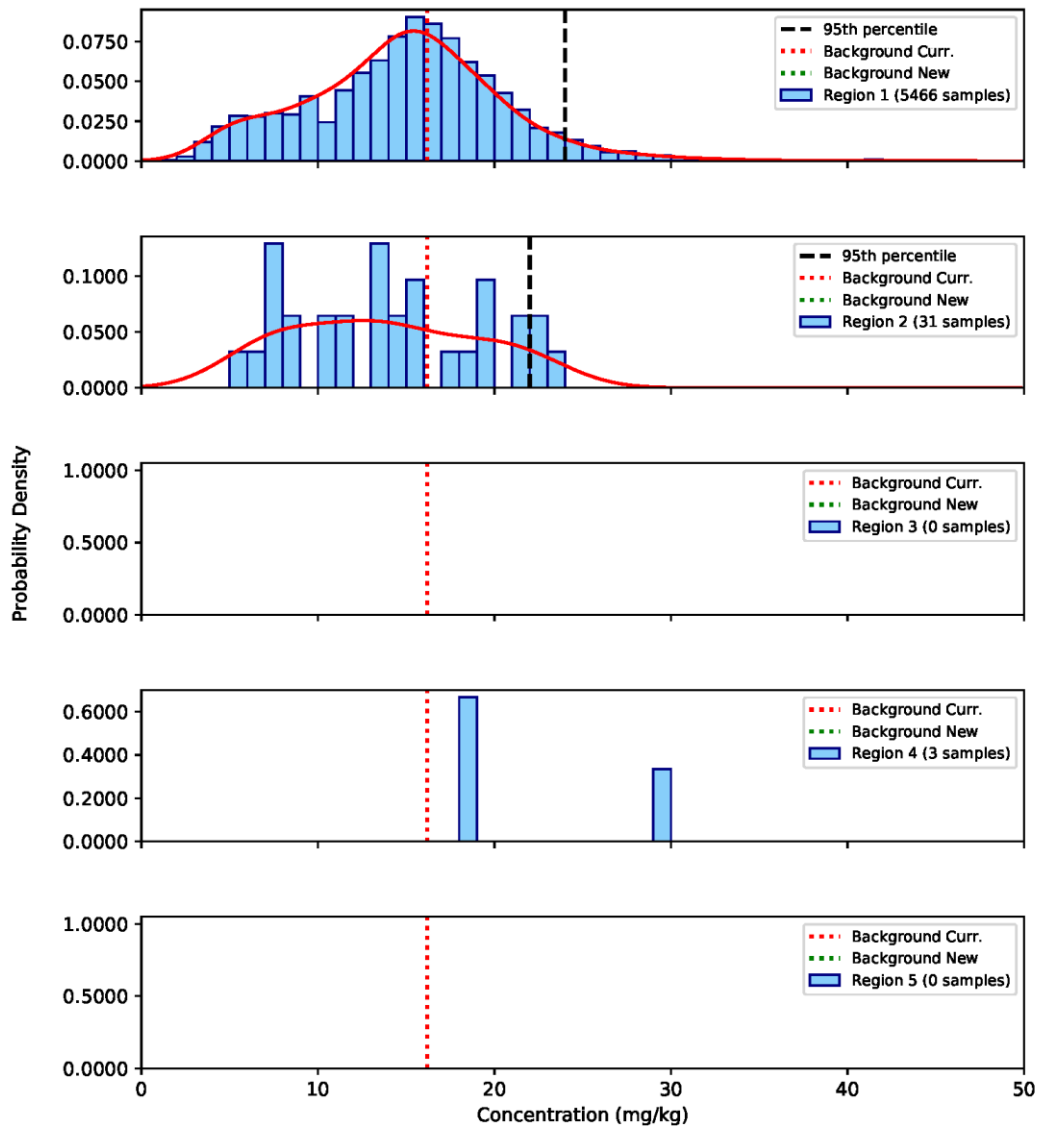 0.0750
0.0500
0.0250
0.0000
95th percentile
Background Curr.
Background New
Region 1 (5466 samples)
0.1000
0.0500
0.0000
95th percentile
Background Curr.
Background New
Region 2 (31 samples)
Probability Density
1.0000
0.5000
0.0000
Background Curr.
Background New
Region 3 (0 samples)
0.6000
0.4000
0.2000
0.0000
Background Curr.
Background New
Region 4 (3 samples)
1.0000
0.5000
0.0000
Background Curr.
Background New
Region 5 (0 samples)
0 10 20 30 40 50
Concentration (mg/kg)